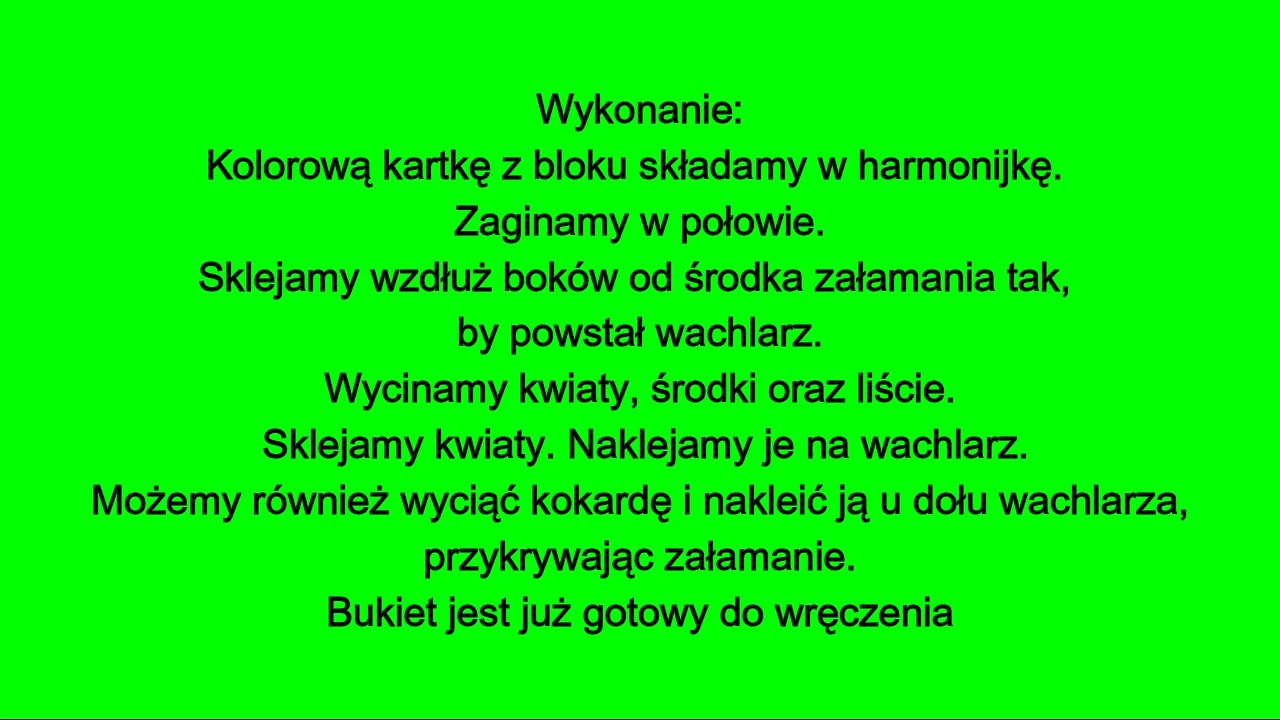 Wykonanie:
Kolorową kartkę z bloku składamy w harmonijkę.
Zaginamy w połowie.
Sklejamy wzdłuż boków od środka załamania tak,
by powstał wachlarz.
Wycinamy kwiaty, środki oraz liście.
Sklejamy kwiaty. Naklejamy je na wachlarz.
Możemy również wyciąć kokardę i nakleić ją u dołu wachlarza,
przykrywając załamanie.
Bukiet jest już gotowy do wręczenia